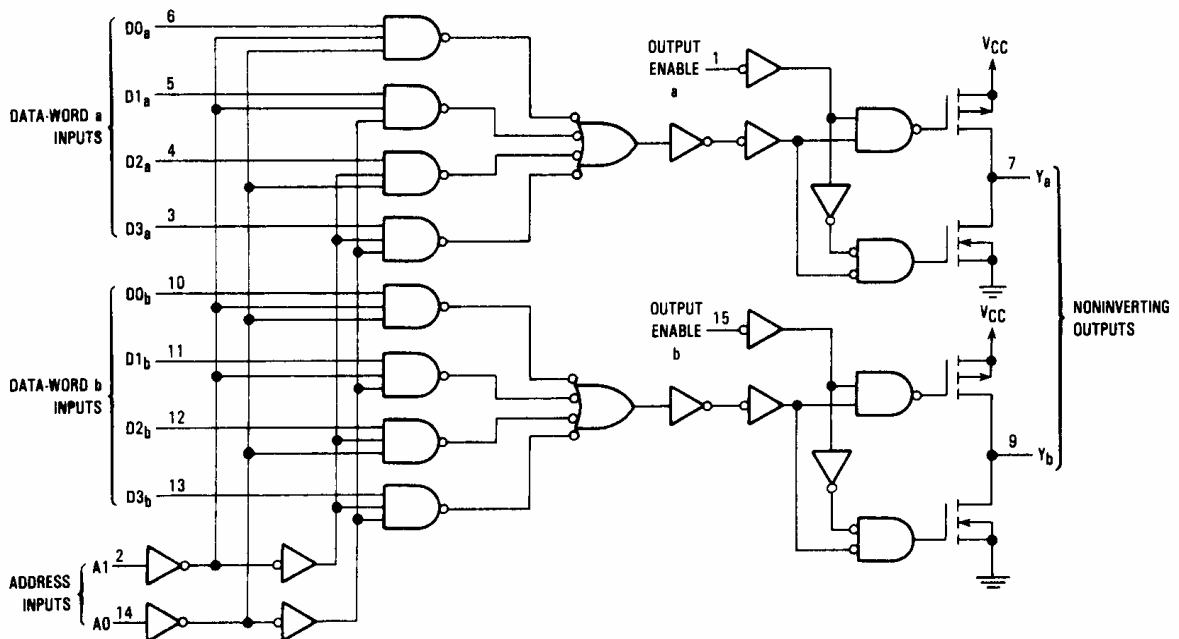 D0a 6
D1a 5
DATA-WORD a
INPUTS
D2a 4
D3a 3
D0b 10
D1b 11
DATA-WORD b
INPUTS
D2b 12
D3b 13
ADDRESS
INPUTS
A1 2
A0 14
OUTPUT
ENABLE 1
a
VCC
7 Ya
OUTPUT
ENABLE 15
b
VCC
9 Yb
NONINVERTING
OUTPUTS